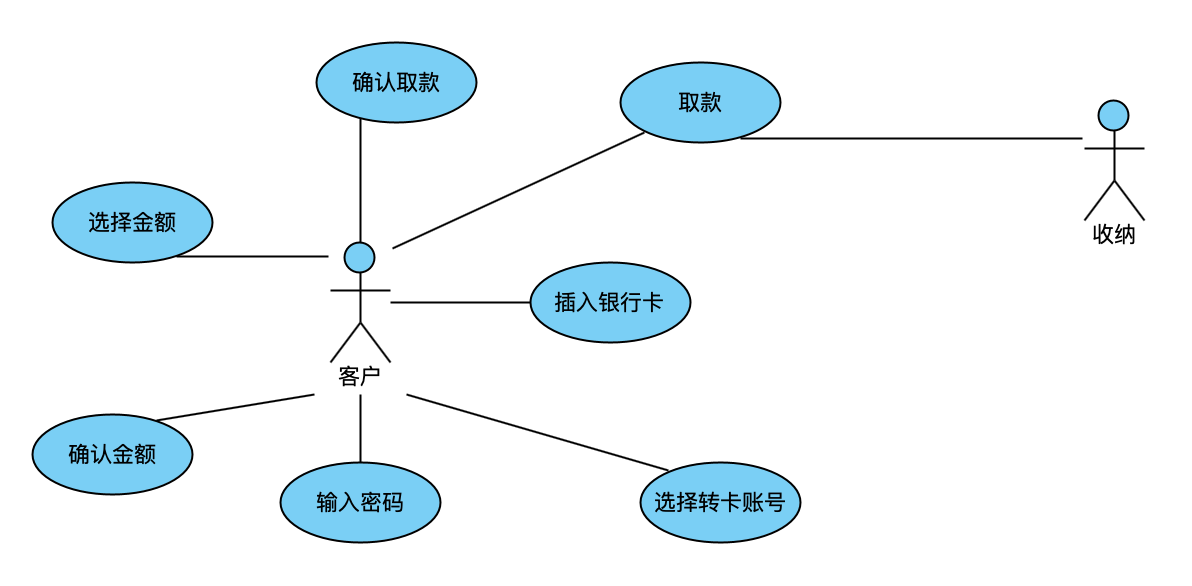 确认取款
取款
选择金额
收纳
插入银行卡
客户
确认金额
输入密码
选择转卡账号